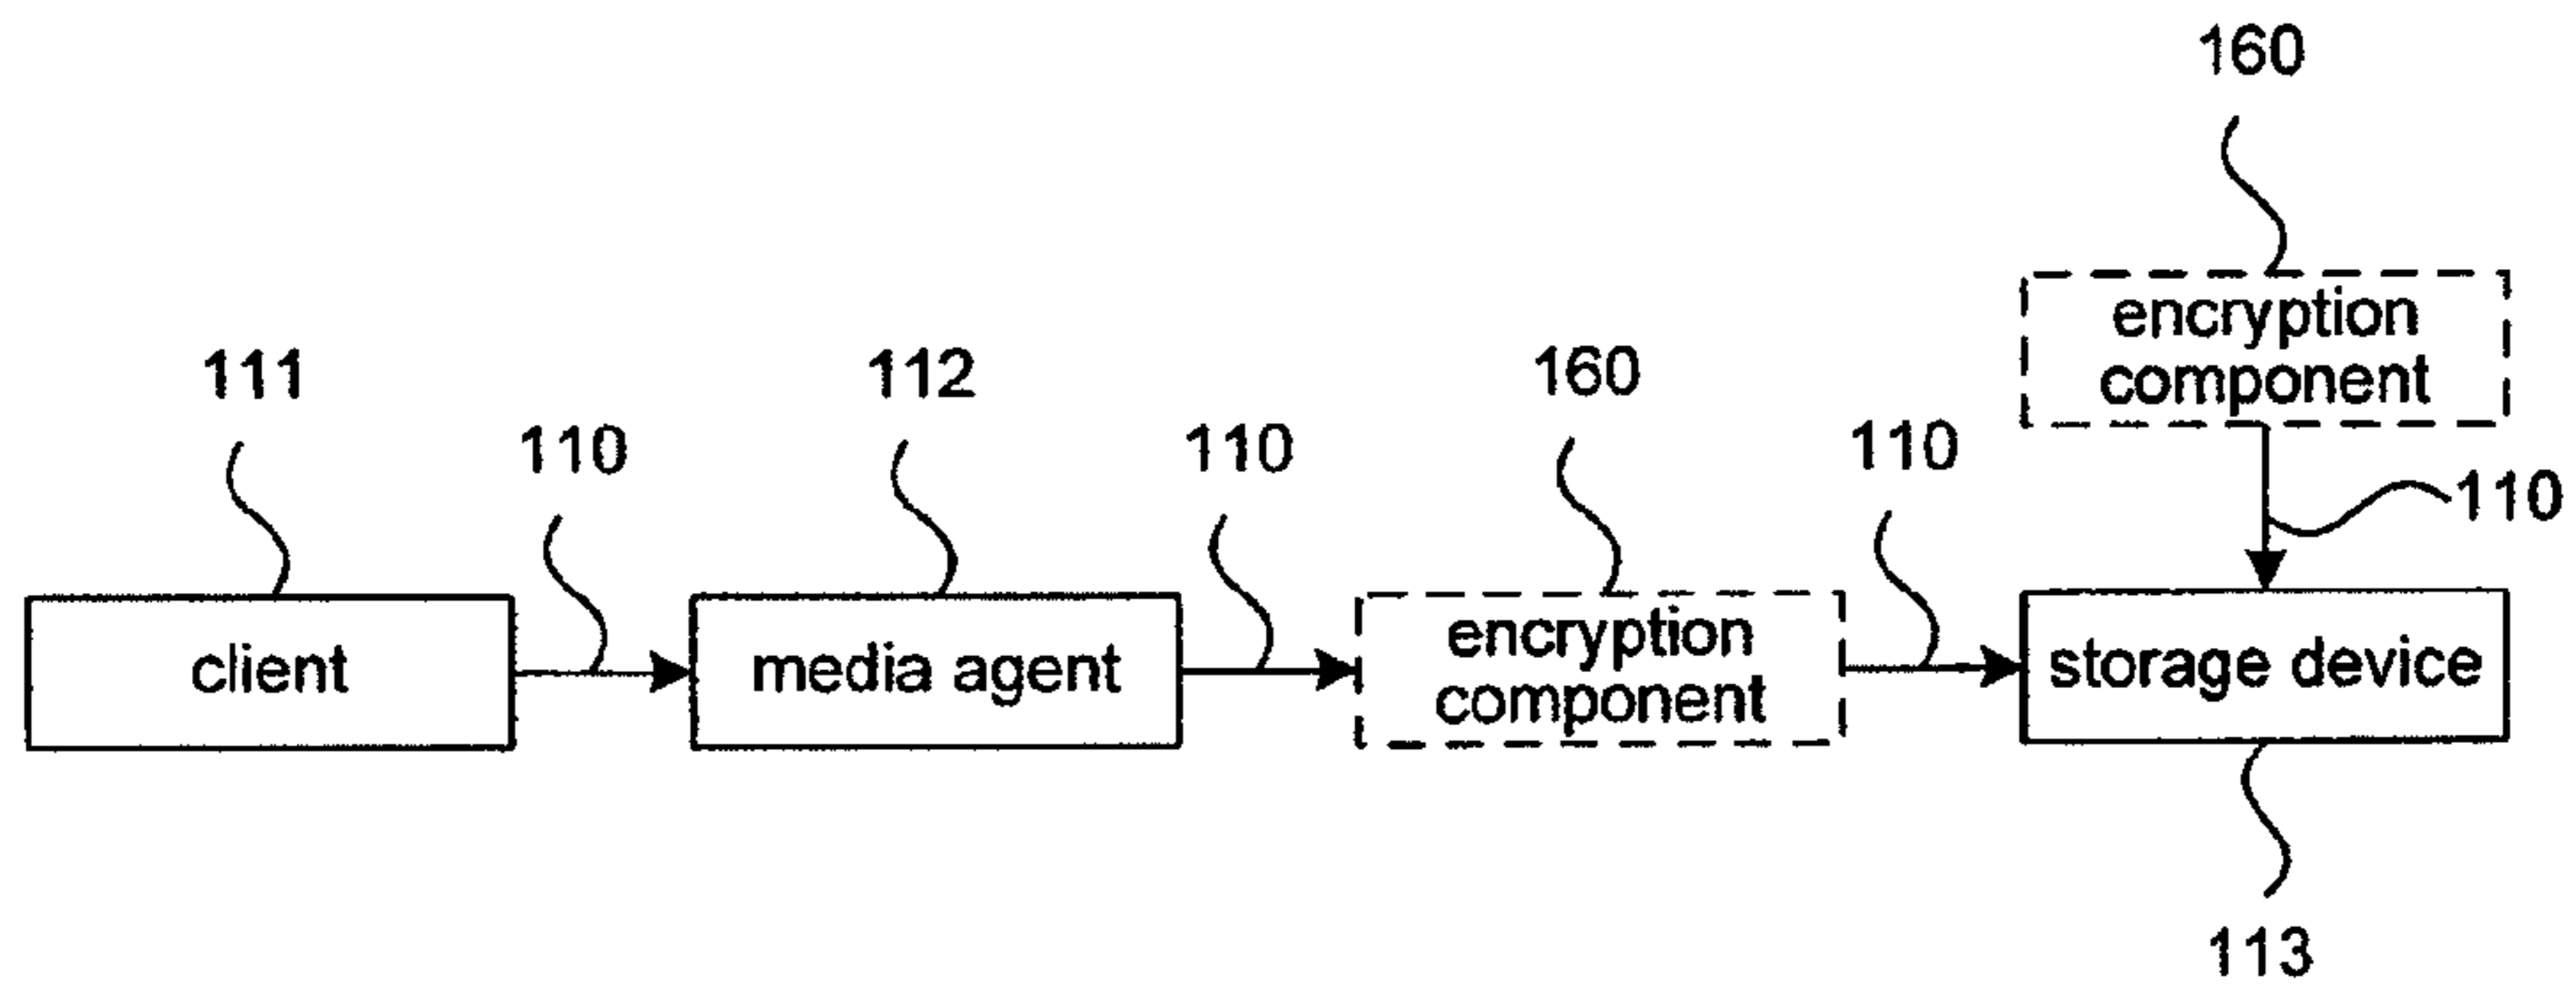 160
encryption
component
111
112
160
110
110
110
110
client
media agent
encryption
component
storage device
113